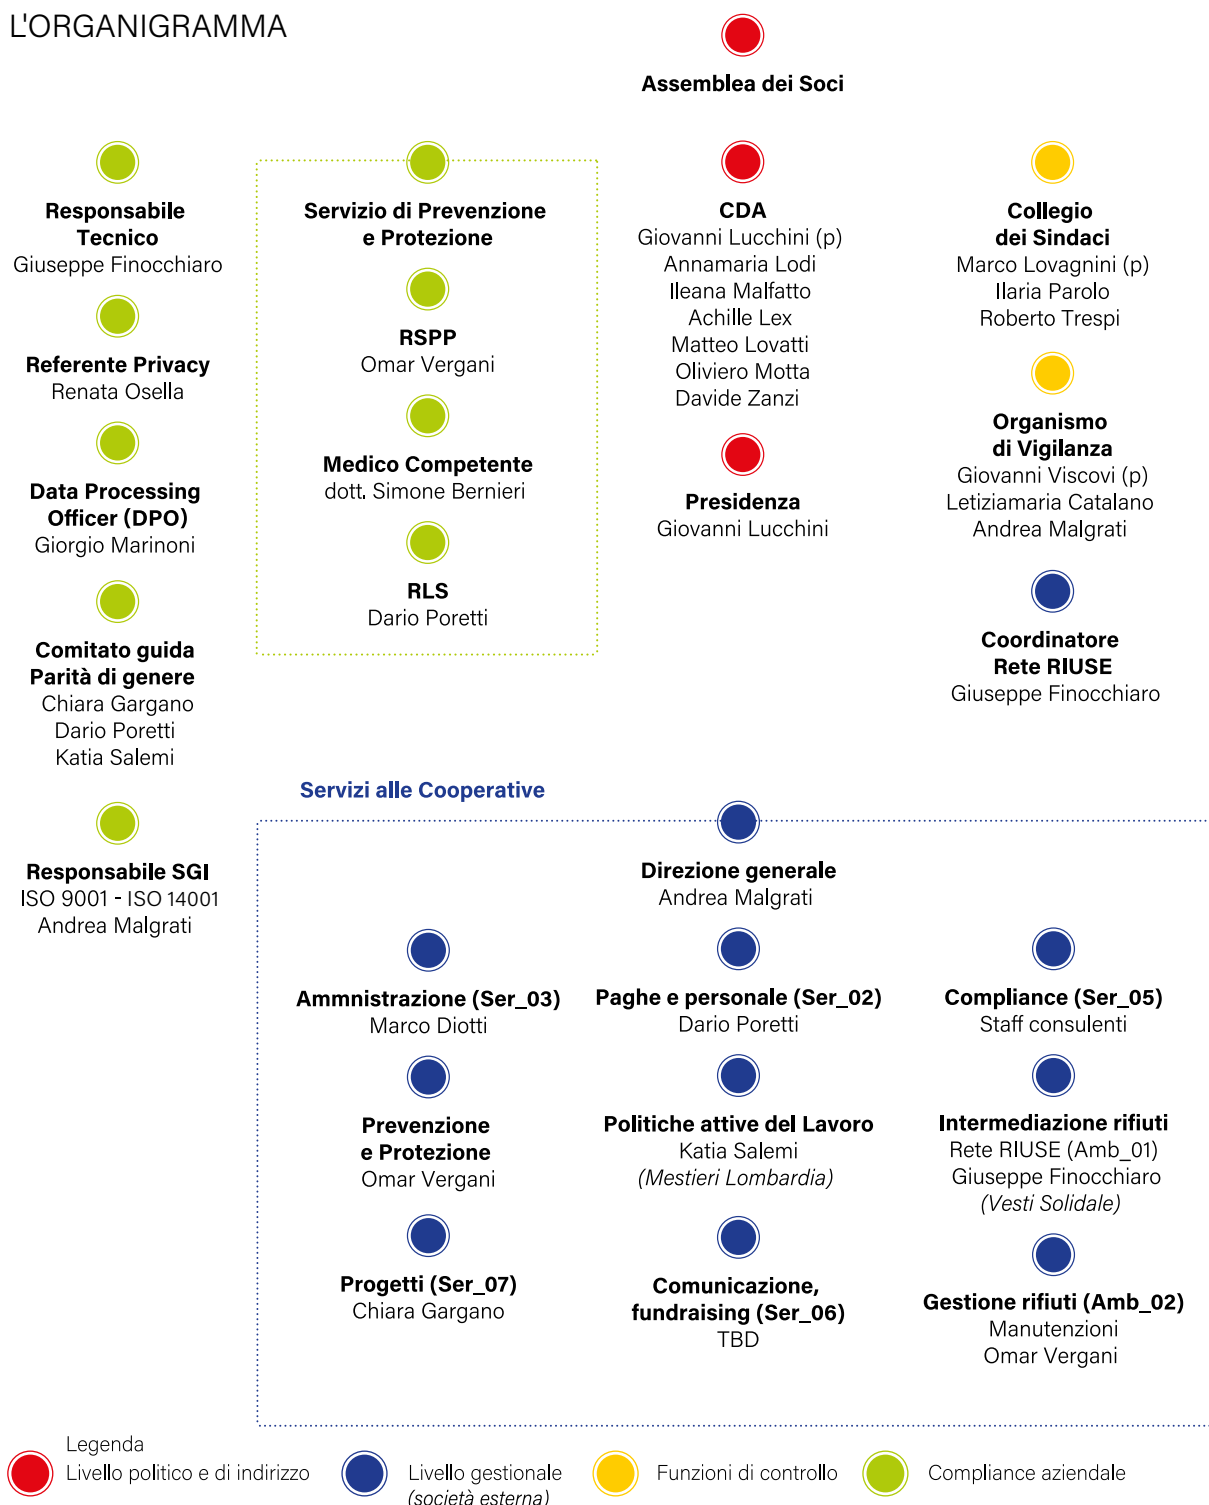 L'ORGANIGRAMMA
Assemblea dei Soci
Responsabile
Tecnico
Giuseppe Finocchiaro
Referente Privacy
Renata Osella
Data Processing
Officer (DPO)
Giorgio Marinoni
Comitato guida
Parità di genere
Chiara Gargano
Dario Poretti
Katia Salemi
Responsabile SGI
ISO 9001 - ISO 14001
Andrea Malgrati
Servizio di Prevenzione
e Protezione
RSPP
Omar Vergani
Medico Competente
dott. Simone Bernieri
RLS
Dario Poretti
CDA
Giovanni Lucchini (p)
Annamaria Lodi
Ileana Malfatto
Achille Lex
Matteo Lovatti
Oliviero Motta
Davide Zanzi
Presidenza
Giovanni Lucchini
Collegio
dei Sindaci
Marco Lovagnini (p)
Ilaria Parolo
Roberto Trespi
Organismo
di Vigilanza
Giovanni Viscovi (p)
Letiziamaria Catalano
Andrea Malgrati
Coordinatore
Rete RIUSE
Giuseppe Finocchiaro
Servizi alle Cooperative
Direzione generale
Andrea Malgrati
Ammnistrazione (Ser_03)
Marco Diotti
Paghe e personale (Ser_02)
Dario Poretti
Compliance (Ser_05)
Staff consulenti
Prevenzione
e Protezione
Omar Vergani
Politiche attive del Lavoro
Katia Salemi
(Mestieri Lombardia)
Intermediazione rifiuti
Rete RIUSE (Amb_01)
Giuseppe Finocchiaro
(Vesti Solidale)
Progetti (Ser_07)
Chiara Gargano
Comunicazione,
fundraising (Ser_06)
TBD
Gestione rifiuti (Amb_02)
Manutenzioni
Omar Vergani
Legenda
Livello politico e di indirizzo
Livello gestionale
(società esterna)
Funzioni di controllo
Compliance aziendale